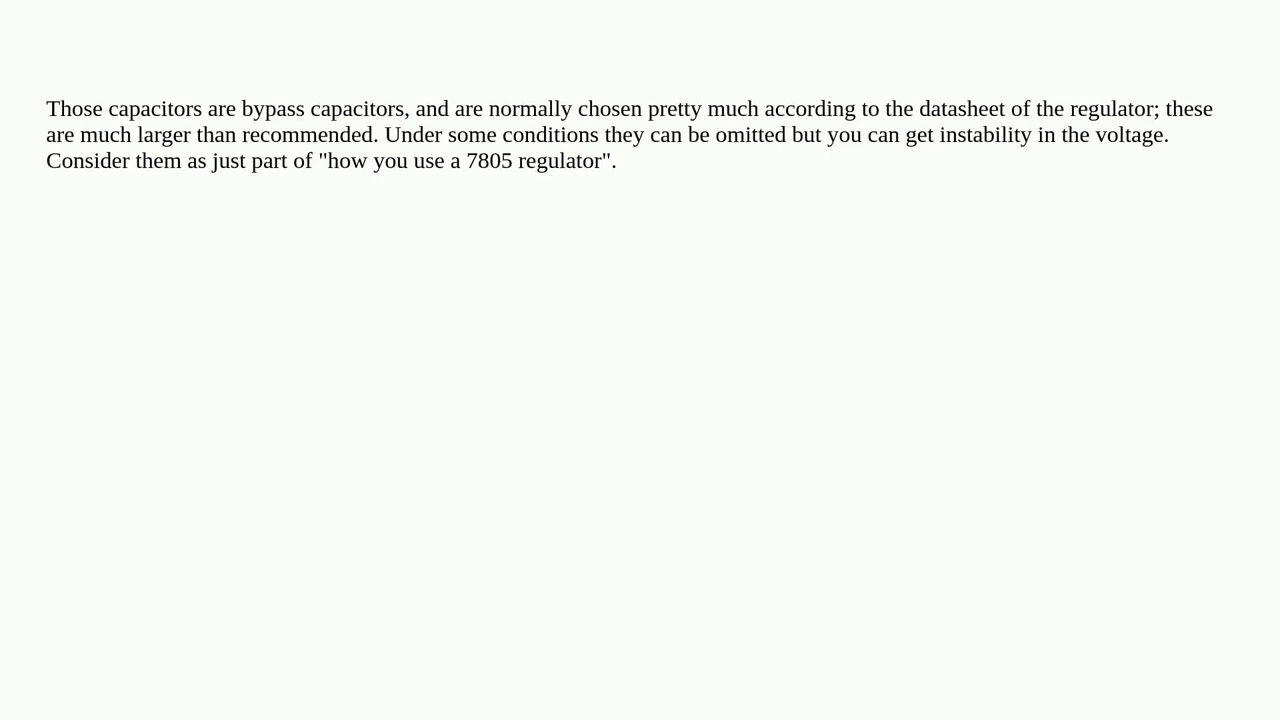 Those capacitors are bypass capacitors, and are normally chosen pretty much according to the datasheet of the regulator; these
are much larger than recommended. Under some conditions they can be omitted but you can get instability in the voltage.
Consider them as just part of "how you use a 7805 regulator".